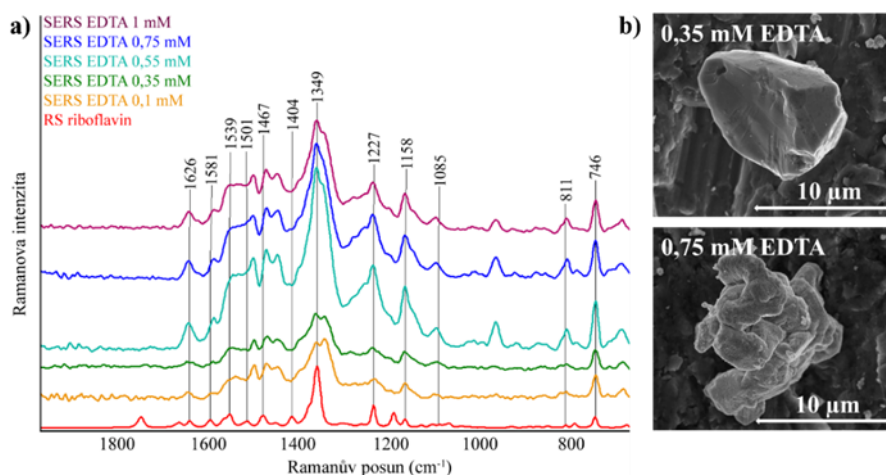 a)
SERS EDTA 1 mM
SERS EDTA 0,75 mM
SERS EDTA 0,55 mM
SERS EDTA 0,35 mM
SERS EDTA 0,1 mM
RS riboflavin
Ramanova intenzita
1626
1581
1539
1501
1467
1404
1349
1227
1158
1085
811
746
1800
1600
1400
1200
1000
800
Ramanův posun (cm⁻¹)
b)
0,35 mM EDTA
10 µm
0,75 mM EDTA
10 µm